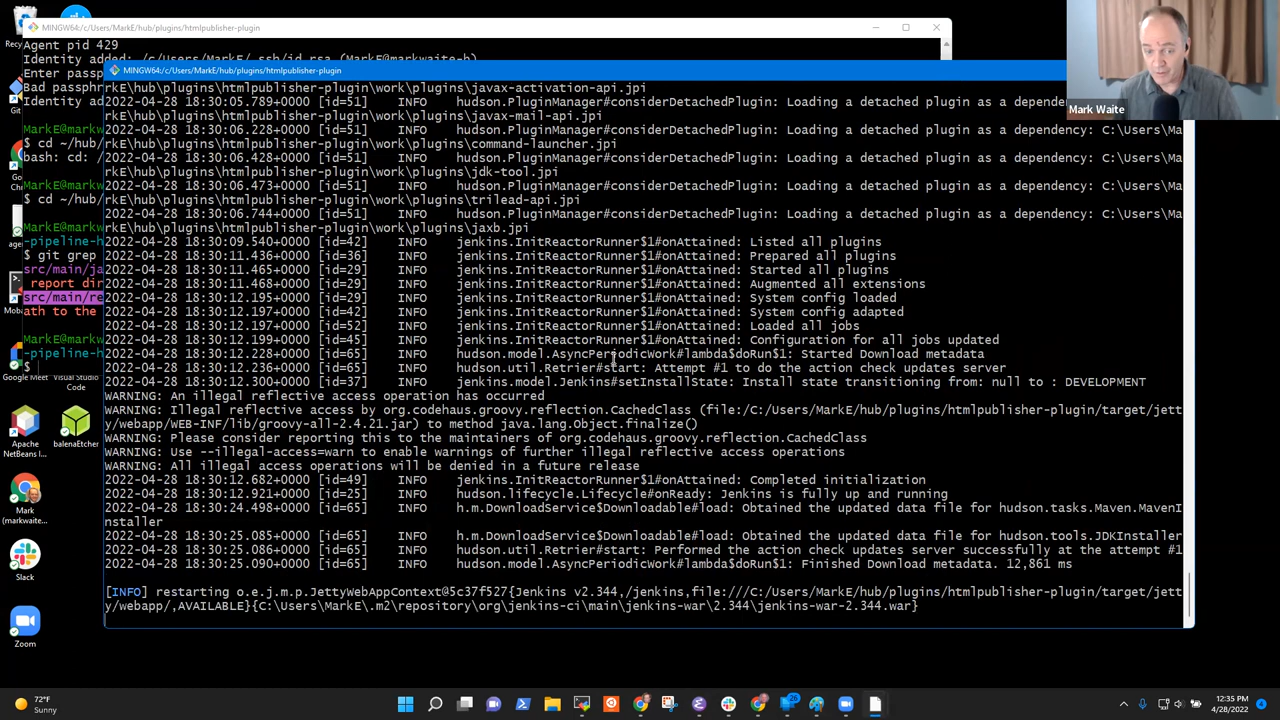 Recy
MINGW64:/c/Users/MarkE/hub/plugins/htmlpublisher-plugin
Agent pid 429
Identity added: /c/Users/MarkE/.ssh/id_rsa (MarkE@markwaite-h)
Enter passp
Bad passphr
Identity ad
Git
MarkE@markw
$ cd ~/hub/
bash: cd: /
Go
Ch
MarkE@markw
$ cd ~/hub/
age
MarkE@markw
-pipeline-h
$ git grep
src/main/ja
report dir
src/main/re
ath to the
Moba
MarkE@markw
-pipeline-h
$
Google Meet
Visual Studio
Code
Apache
NetBeans I...
balenaEtcher
Mark
(markwaite...
Slack
Zoom
MINGW64:/c/Users/MarkE/hub/plugins/htmlpublisher-plugin
rkE\hub\plugins\htmlpublisher-plugin\work\plugins\javax-activation-api.jpi
2022-04-28 18:30:05.789+0000 [id=51] INFO hudson.PluginManager#considerDetachedPlugin: Loading a detached plugin as a depende
rkE\hub\plugins\htmlpublisher-plugin\work\plugins\javax-mail-api.jpi
2022-04-28 18:30:06.228+0000 [id=51] INFO hudson.PluginManager#considerDetachedPlugin: Loading a detached plugin as a dependency: C:\Users\Ma
rkE\hub\plugins\htmlpublisher-plugin\work\plugins\command-launcher.jpi
2022-04-28 18:30:06.428+0000 [id=51] INFO hudson.PluginManager#considerDetachedPlugin: Loading a detached plugin as a dependency: C:\Users\Ma
rkE\hub\plugins\htmlpublisher-plugin\work\plugins\jdk-tool.jpi
2022-04-28 18:30:06.473+0000 [id=51] INFO hudson.PluginManager#considerDetachedPlugin: Loading a detached plugin as a dependency: C:\Users\Ma
rkE\hub\plugins\htmlpublisher-plugin\work\plugins\trilead-api.jpi
2022-04-28 18:30:06.744+0000 [id=51] INFO hudson.PluginManager#considerDetachedPlugin: Loading a detached plugin as a dependency: C:\Users\Ma
rkE\hub\plugins\htmlpublisher-plugin\work\plugins\jaxb.jpi
2022-04-28 18:30:09.540+0000 [id=42] INFO jenkins.InitReactorRunner$1#onAttained: Listed all plugins
2022-04-28 18:30:11.436+0000 [id=36] INFO jenkins.InitReactorRunner$1#onAttained: Prepared all plugins
2022-04-28 18:30:11.465+0000 [id=29] INFO jenkins.InitReactorRunner$1#onAttained: Started all plugins
2022-04-28 18:30:11.468+0000 [id=29] INFO jenkins.InitReactorRunner$1#onAttained: Augmented all extensions
2022-04-28 18:30:12.195+0000 [id=29] INFO jenkins.InitReactorRunner$1#onAttained: System config loaded
2022-04-28 18:30:12.197+0000 [id=42] INFO jenkins.InitReactorRunner$1#onAttained: System config adapted
2022-04-28 18:30:12.197+0000 [id=52] INFO jenkins.InitReactorRunner$1#onAttained: Loaded all jobs
2022-04-28 18:30:12.199+0000 [id=45] INFO jenkins.InitReactorRunner$1#onAttained: Configuration for all jobs updated
2022-04-28 18:30:12.228+0000 [id=65] INFO hudson.model.AsyncPeriodicWork#lambda$doRun$1: Started Download metadata
2022-04-28 18:30:12.236+0000 [id=65] INFO hudson.util.Retrier#start: Attempt #1 to do the action check updates server
2022-04-28 18:30:12.300+0000 [id=37] INFO jenkins.model.Jenkins#setInstallState: Install state transitioning from: null to : DEVELOPMENT
WARNING: An illegal reflective access operation has occurred
WARNING: Illegal reflective access by org.codehaus.groovy.reflection.CachedClass (file:/C:/Users/MarkE/hub/plugins/htmlpublisher-plugin/target/jet
ty/webapp/WEB-INF/lib/groovy-all-2.4.21.jar) to method java.lang.Object.finalize()
WARNING: Please consider reporting this to the maintainers of org.codehaus.groovy.reflection.CachedClass
WARNING: Use --illegal-access=warn to enable warnings of further illegal reflective access operations
WARNING: All illegal access operations will be denied in a future release
2022-04-28 18:30:12.682+0000 [id=49] INFO jenkins.InitReactorRunner$1#onAttained: Completed initialization
2022-04-28 18:30:12.921+0000 [id=25] INFO hudson.lifecycle.Lifecycle#onReady: Jenkins is fully up and running
2022-04-28 18:30:24.498+0000 [id=65] INFO h.m.DownloadService$Downloadable#load: Obtained the updated data file for hudson.tasks.Maven.MavenI
nstaller
2022-04-28 18:30:25.085+0000 [id=65] INFO h.m.DownloadService$Downloadable#load: Obtained the updated data file for hudson.tools.JDKInstaller
2022-04-28 18:30:25.086+0000 [id=65] INFO hudson.util.Retrier#start: Performed the action check updates server successfully at the attempt #1
2022-04-28 18:30:25.090+0000 [id=65] INFO hudson.model.AsyncPeriodicWork#lambda$doRun$1: Finished Download metadata. 12,861 ms
[INFO] restarting o.e.j.m.p.JettyWebAppContext@5c37f527{Jenkins v2.344,/jenkins,file:///C:/Users/MarkE/hub/plugins/htmlpublisher-plugin/target/jett
y/webapp/,AVAILABLE}{C:\Users\MarkE\.m2\repository\org\jenkins-ci\main\jenkins-war\2.344\jenkins-war-2.344.war}
Mark Waite
72°F
Sunny
26
12:35 PM
4/28/2022